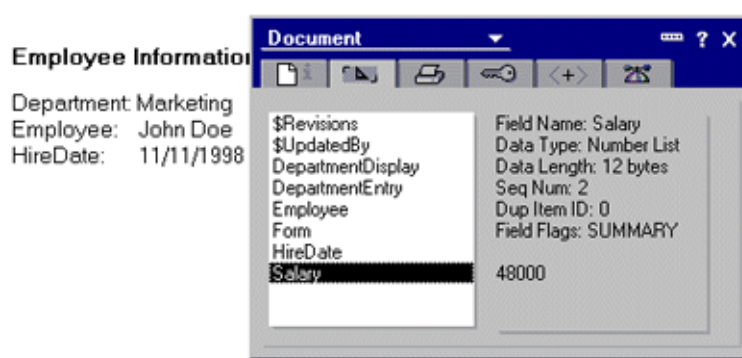 Employee Information
Department: Marketing
Employee: John Doe
HireDate: 11/11/1998
Document
? X
i
<+>
$Revisions
$UpdatedBy
DepartmentDisplay
DepartmentEntry
Employee
Form
HireDate
Salary
Field Name: Salary
Data Type: Number List
Data Length: 12 bytes
Seq Num: 2
Dup Item ID: 0
Field Flags: SUMMARY
48000